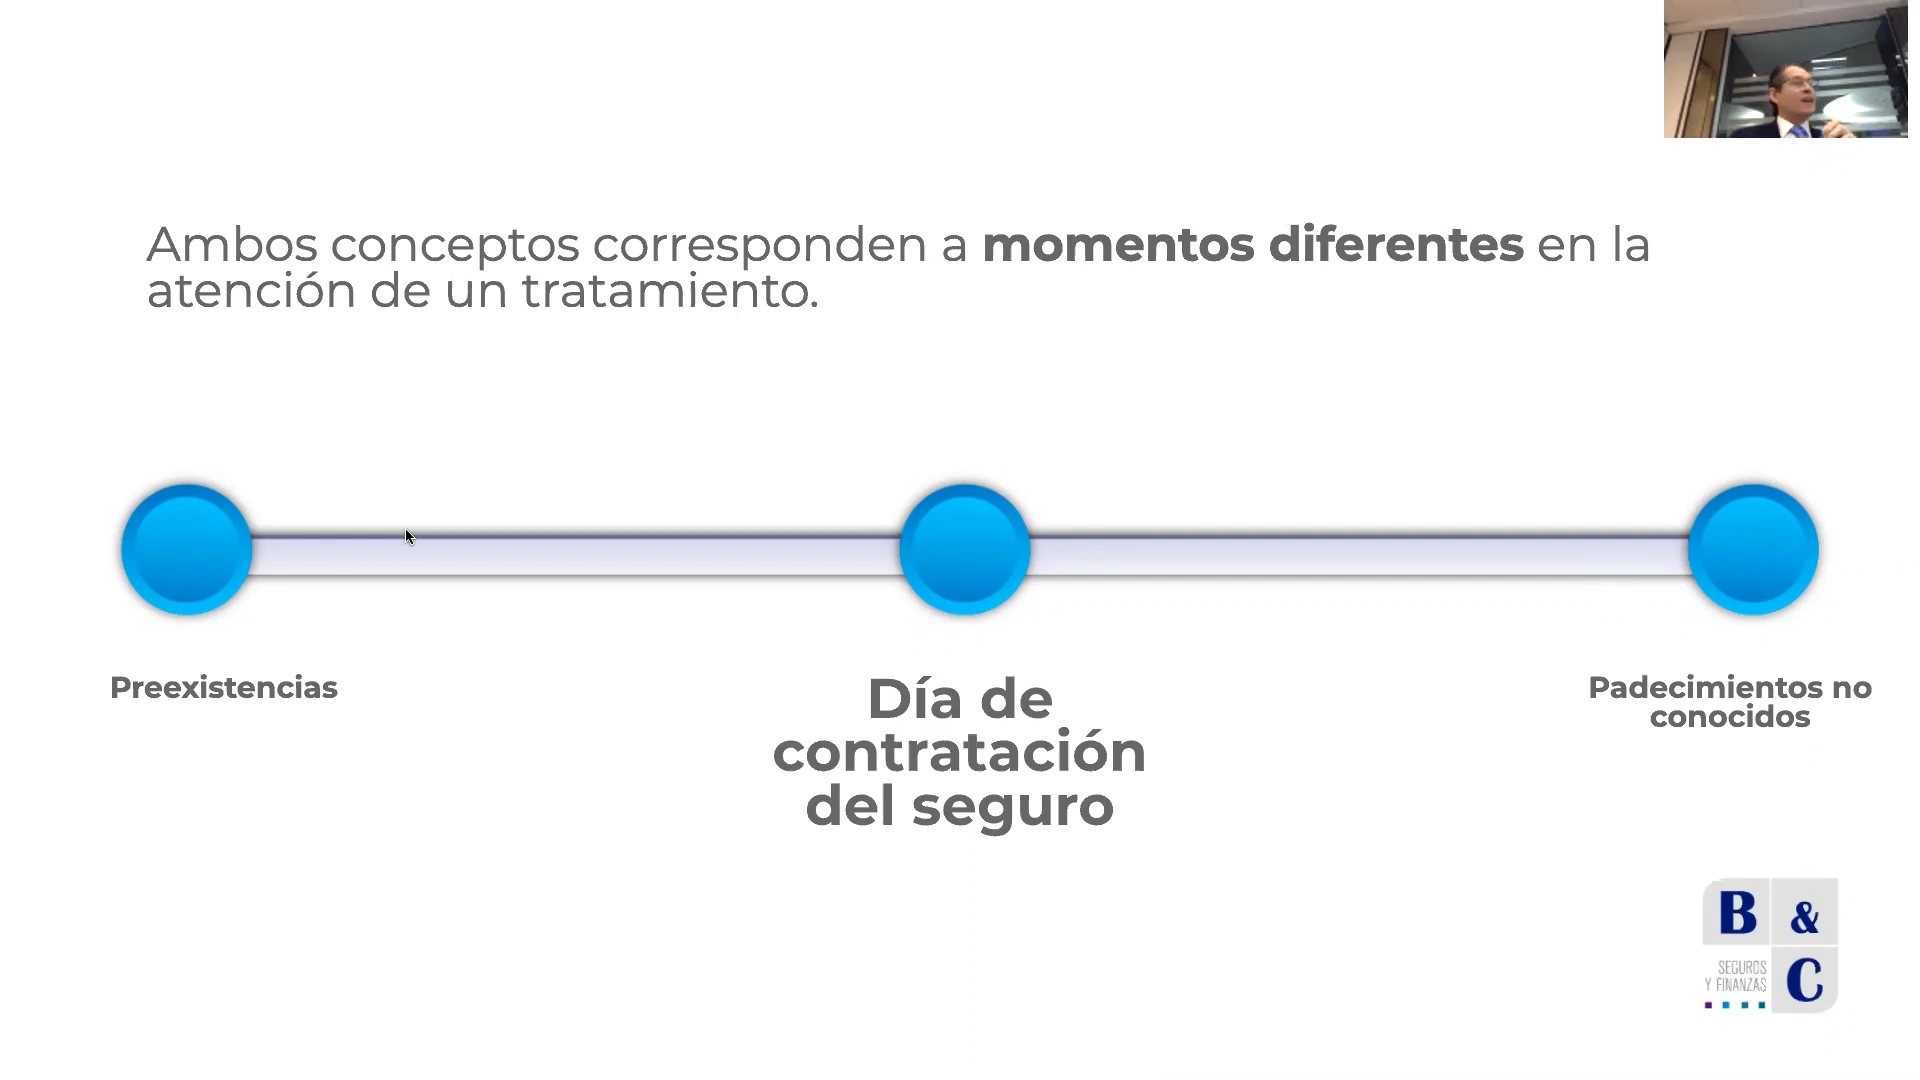 Ambos conceptos corresponden a momentos diferentes en la
atención de un tratamiento.
Preexistencias
Día de
contratación
del seguro
Padecimientos no
conocidos
B &
SEGUROS
Y FINANZAS
C